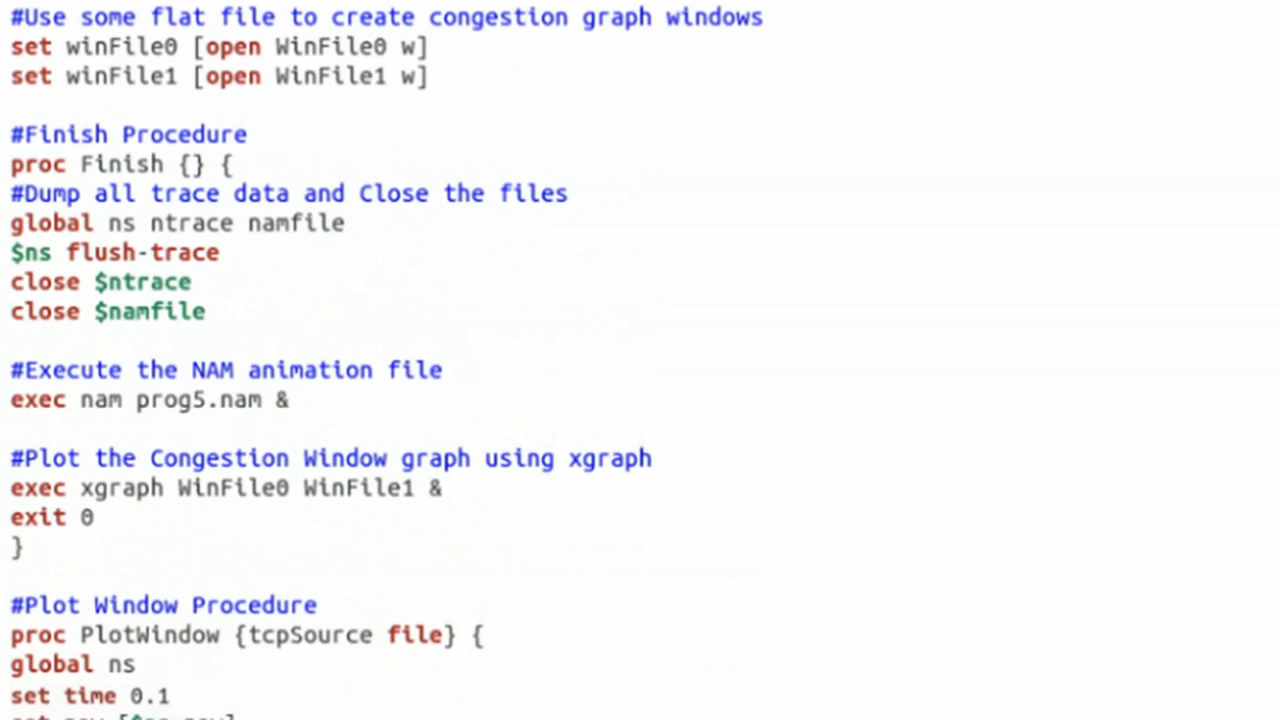 #Use some flat file to create congestion graph windows
set winFile0 [open WinFile0 w]
set winFile1 [open WinFile1 w]
#Finish Procedure
proc Finish {} {
#Dump all trace data and Close the files
global ns ntrace namfile
$ns flush-trace
close $ntrace
close $namfile
#Execute the NAM animation file
exec nam prog5.nam &
#Plot the Congestion Window graph using xgraph
exec xgraph WinFile0 WinFile1 &
exit 0
}
#Plot Window Procedure
proc PlotWindow {tcpSource file} {
global ns
set time 0.1